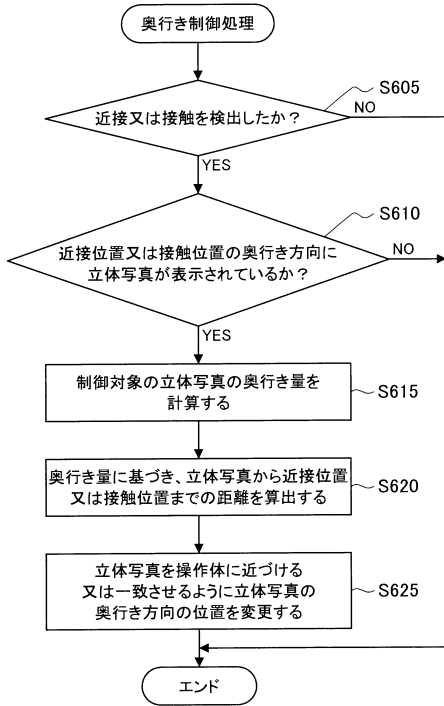 奥行き制御処理
S605
近接又は接触を検出したか？
NO
YES
S610
近接位置又は接触位置の奥行き方向に
立体写真が表示されているか？
NO
YES
制御対象の立体写真の奥行き量を
計算する
S615
奥行き量に基づき、立体写真から近接位置
又は接触位置までの距離を算出する
S620
立体写真を操作体に近づける
又は一致させるように立体写真の
奥行き方向の位置を変更する
S625
エンド